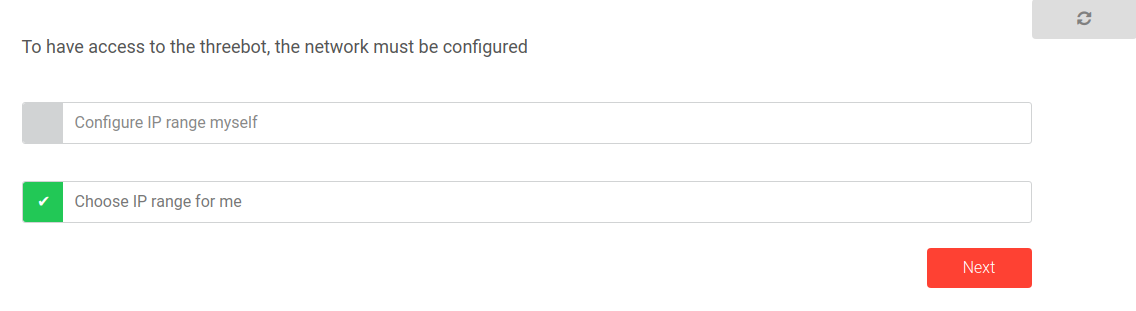 To have access to the threebot, the network must be configured
Configure IP range myself
✔ Choose IP range for me
Next